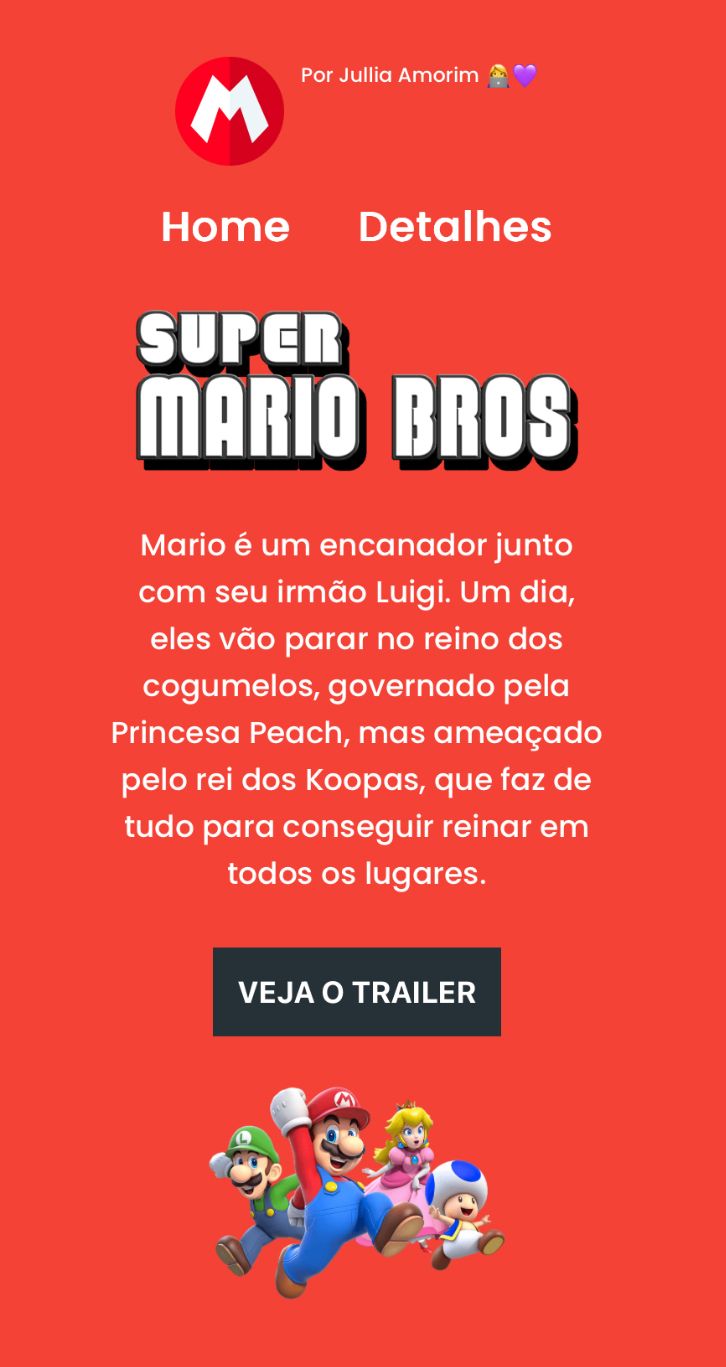 M
Por Jullia Amorim 👩‍💻💜
Home Detalhes
SUPER
MARIO BROS
Mario é um encanador junto
com seu irmão Luigi. Um dia,
eles vão parar no reino dos
cogumelos, governado pela
Princesa Peach, mas ameaçado
pelo rei dos Koopas, que faz de
tudo para conseguir reinar em
todos os lugares.
VEJA O TRAILER
L
M